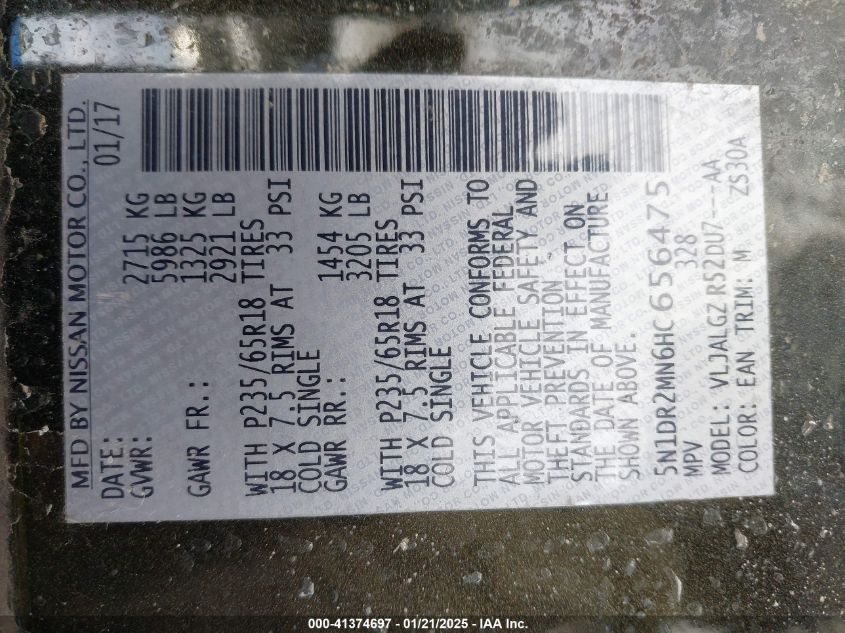 MFD BY NISSAN MOTOR CO., LTD.
DATE: 01/17
GVWR: 2715 KG
5986 LB
GAWR FR.: 1325 KG
2921 LB
WITH P235/65R18 TIRES
18 X 7.5 RIMS AT 33 PSI
COLD SINGLE
GAWR RR.: 1454 KG
3205 LB
WITH P235/65R18 TIRES
18 X 7.5 RIMS AT 33 PSI
COLD SINGLE
THIS VEHICLE CONFORMS TO
ALL APPLICABLE FEDERAL
MOTOR VEHICLE SAFETY AND
THEFT PREVENTION
STANDARDS IN EFFECT ON
THE DATE OF MANUFACTURE
SHOWN ABOVE.
5N1DR2MN6HC656475
MPV 328
MODEL: VLJALGZ R52DU7---AA
COLOR: EAN TRIM: M ZS30A
000-41374697 - 01/21/2025 - IAA Inc.